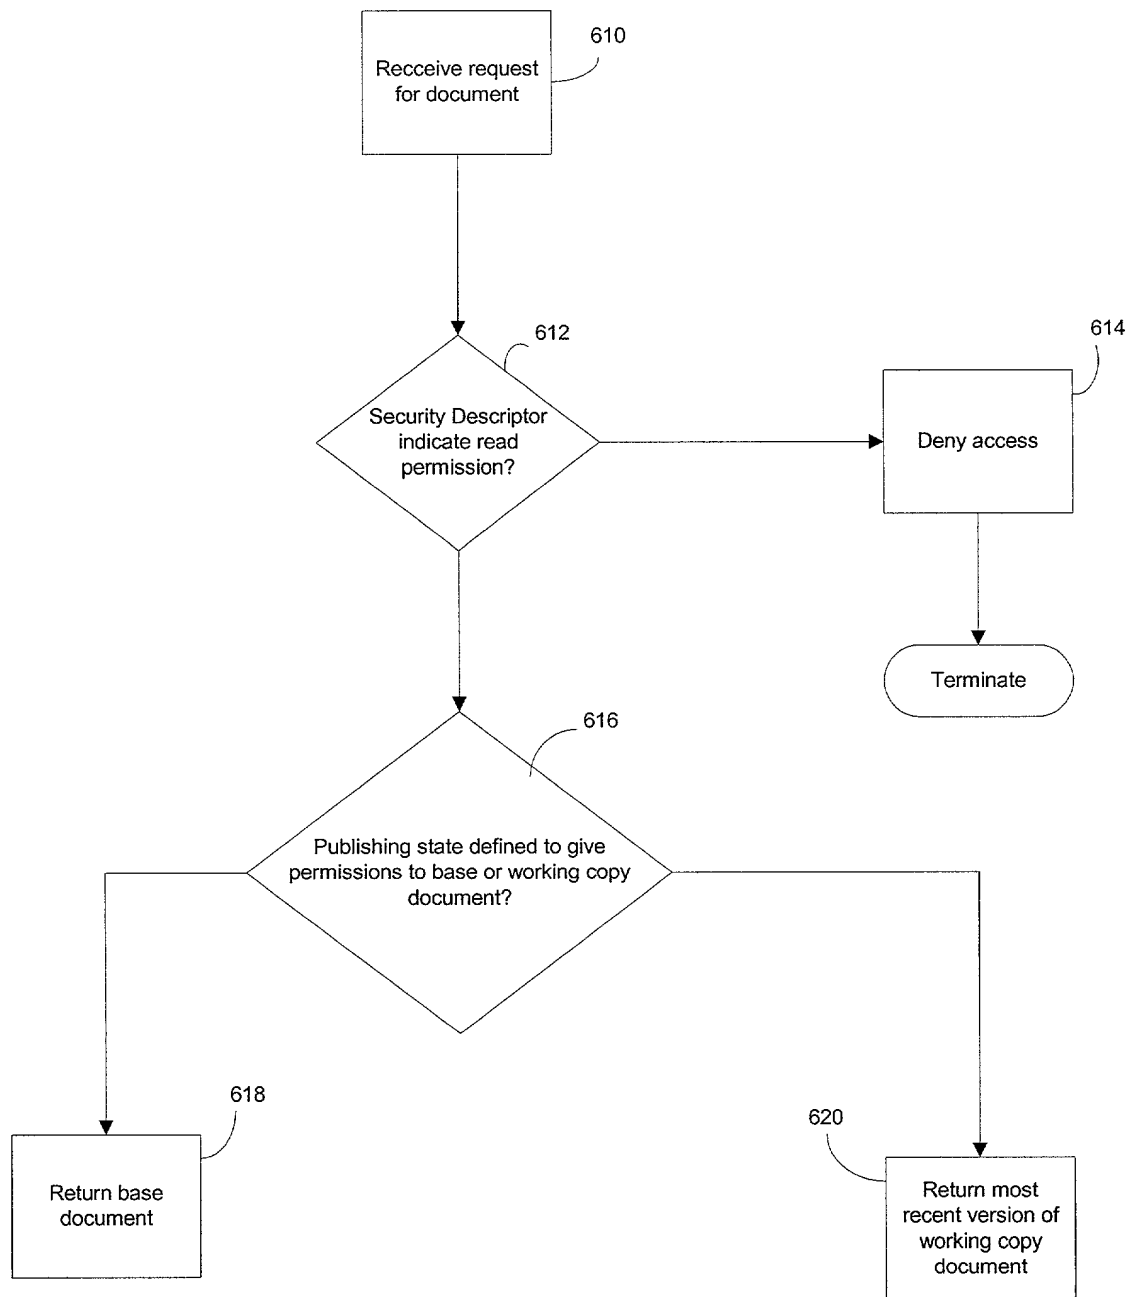 610
Recceive request
for document
612
Security Descriptor
indicate read
permission?
614
Deny access
Terminate
616
Publishing state defined to give
permissions to base or working copy
document?
618
Return base
document
620
Return most
recent version of
working copy
document